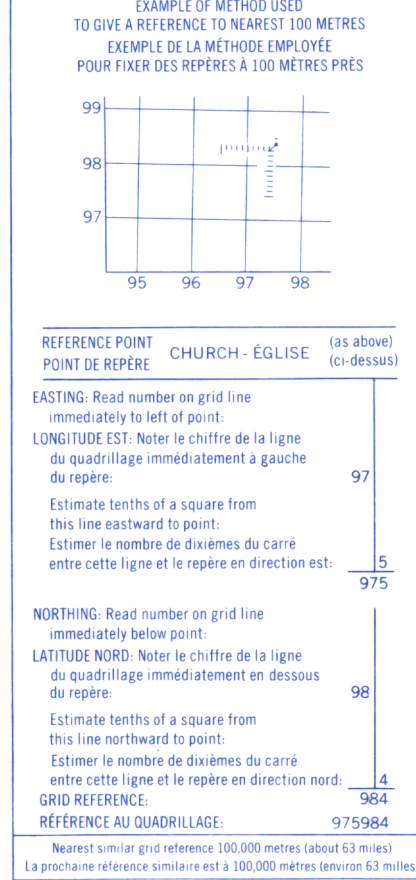 EXAMPLE OF METHOD USED
TO GIVE A REFERENCE TO NEAREST 100 METRES
EXEMPLE DE LA MÉTHODE EMPLOYÉE
POUR FIXER DES REPÈRES À 100 MÈTRES PRÈS
99
98
97
95 96 97 98
REFERENCE POINT
POINT DE REPÈRE
CHURCH - ÉGLISE
(as above)
(ci-dessus)
EASTING: Read number on grid line
immediately to left of point:
LONGITUDE EST: Noter le chiffre de la ligne
du quadrillage immédiatement à gauche
du repère: 97
Estimate tenths of a square from
this line eastward to point:
Estimer le nombre de dixièmes du carré
entre cette ligne et le repère en direction est: 5
975
NORTHING: Read number on grid line
immediately below point:
LATITUDE NORD: Noter le chiffre de la ligne
du quadrillage immédiatement en dessous
du repère: 98
Estimate tenths of a square from
this line northward to point:
Estimer le nombre de dixièmes du carré
entre cette ligne et le repère en direction nord: 4
GRID REFERENCE: 984
RÉFÉRENCE AU QUADRILLAGE: 975984
Nearest similar grid reference 100,000 metres (about 63 miles)
La prochaine référence similaire est à 100,000 mètres (environ 63 milles